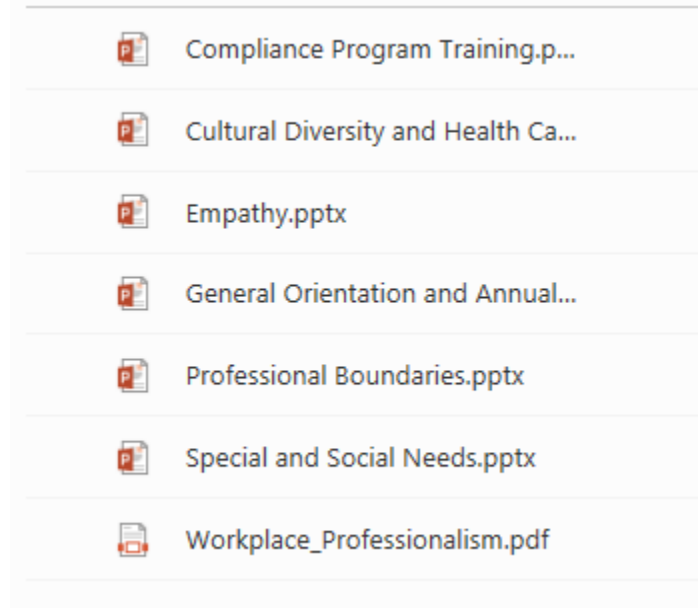 Compliance Program Training.p...
Cultural Diversity and Health Ca...
Empathy.pptx
General Orientation and Annual...
Professional Boundaries.pptx
Special and Social Needs.pptx
Workplace_Professionalism.pdf